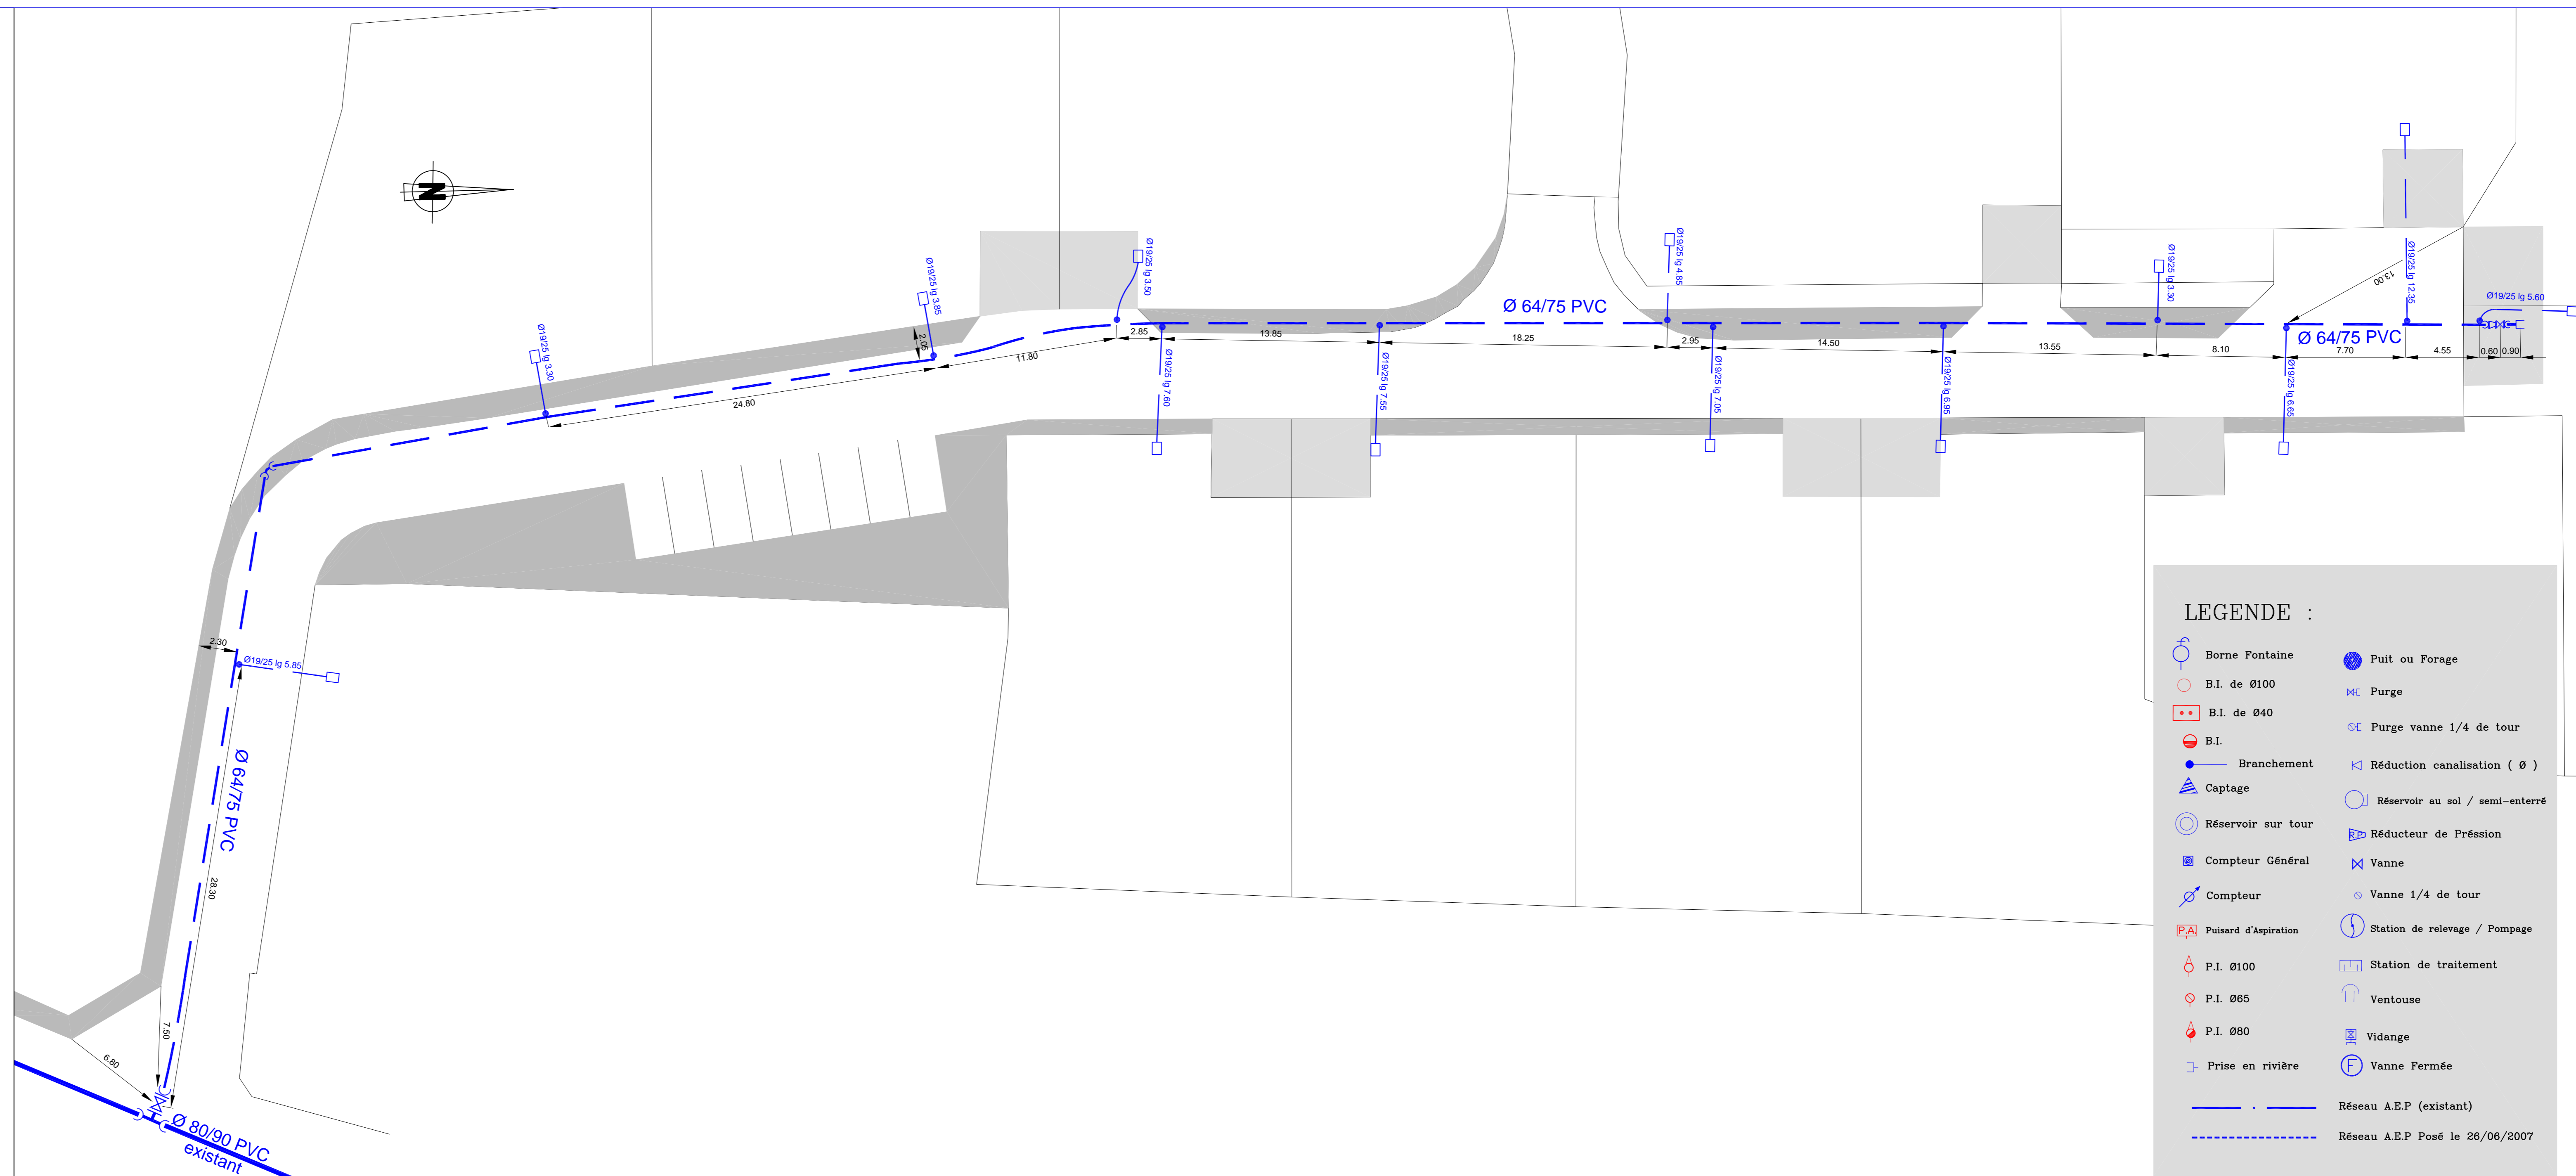 N
Ø19/25 lg 3.30
Ø19/25 lg 3.85
2.05
24.80
11.80
Ø19/25 lg 3.50
2.85
Ø19/25 lg 7.60
13.85
Ø19/25 lg 7.55
Ø 64/75 PVC
18.25
Ø19/25 lg 4.85
2.95
Ø19/25 lg 7.05
14.50
Ø19/25 lg 6.95
13.55
Ø19/25 lg 3.30
8.10
Ø19/25 lg 6.65
13.00
Ø 64/75 PVC
7.70
Ø19/25 lg 12.35
4.55
Ø19/25 lg 5.60
0.60
0.90
2.30
Ø19/25 lg 5.85
Ø 64/75 PVC
28.30
7.50
6.80
Ø 80/90 PVC
existant
LEGENDE :
Borne Fontaine
B.I. de Ø100
B.I. de Ø40
B.I.
Branchement
Captage
Réservoir sur tour
Compteur Général
Compteur
P.A.
Puisard d'Aspiration
P.I. Ø100
P.I. Ø65
P.I. Ø80
Prise en rivière
Puit ou Forage
Purge
Purge vanne 1/4 de tour
Réduction canalisation ( Ø )
Réservoir au sol / semi-enterré
R.P.
Réducteur de Préssion
Vanne
Vanne 1/4 de tour
Station de relevage / Pompage
Station de traitement
Ventouse
Vidange
F
Vanne Fermée
Réseau A.E.P (existant)
Réseau A.E.P Posé le 26/06/2007